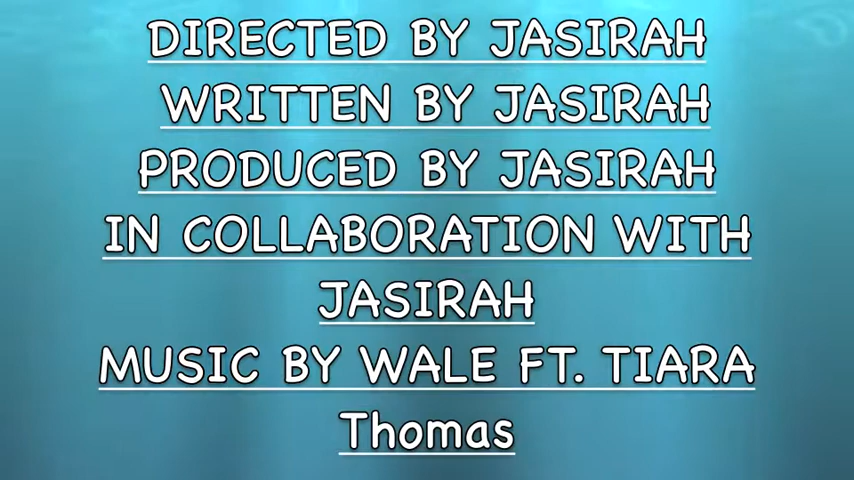 DIRECTED BY JASIRAH
WRITTEN BY JASIRAH
PRODUCED BY JASIRAH
IN COLLABORATION WITH
JASIRAH
MUSIC BY WALE FT. TIARA
Thomas